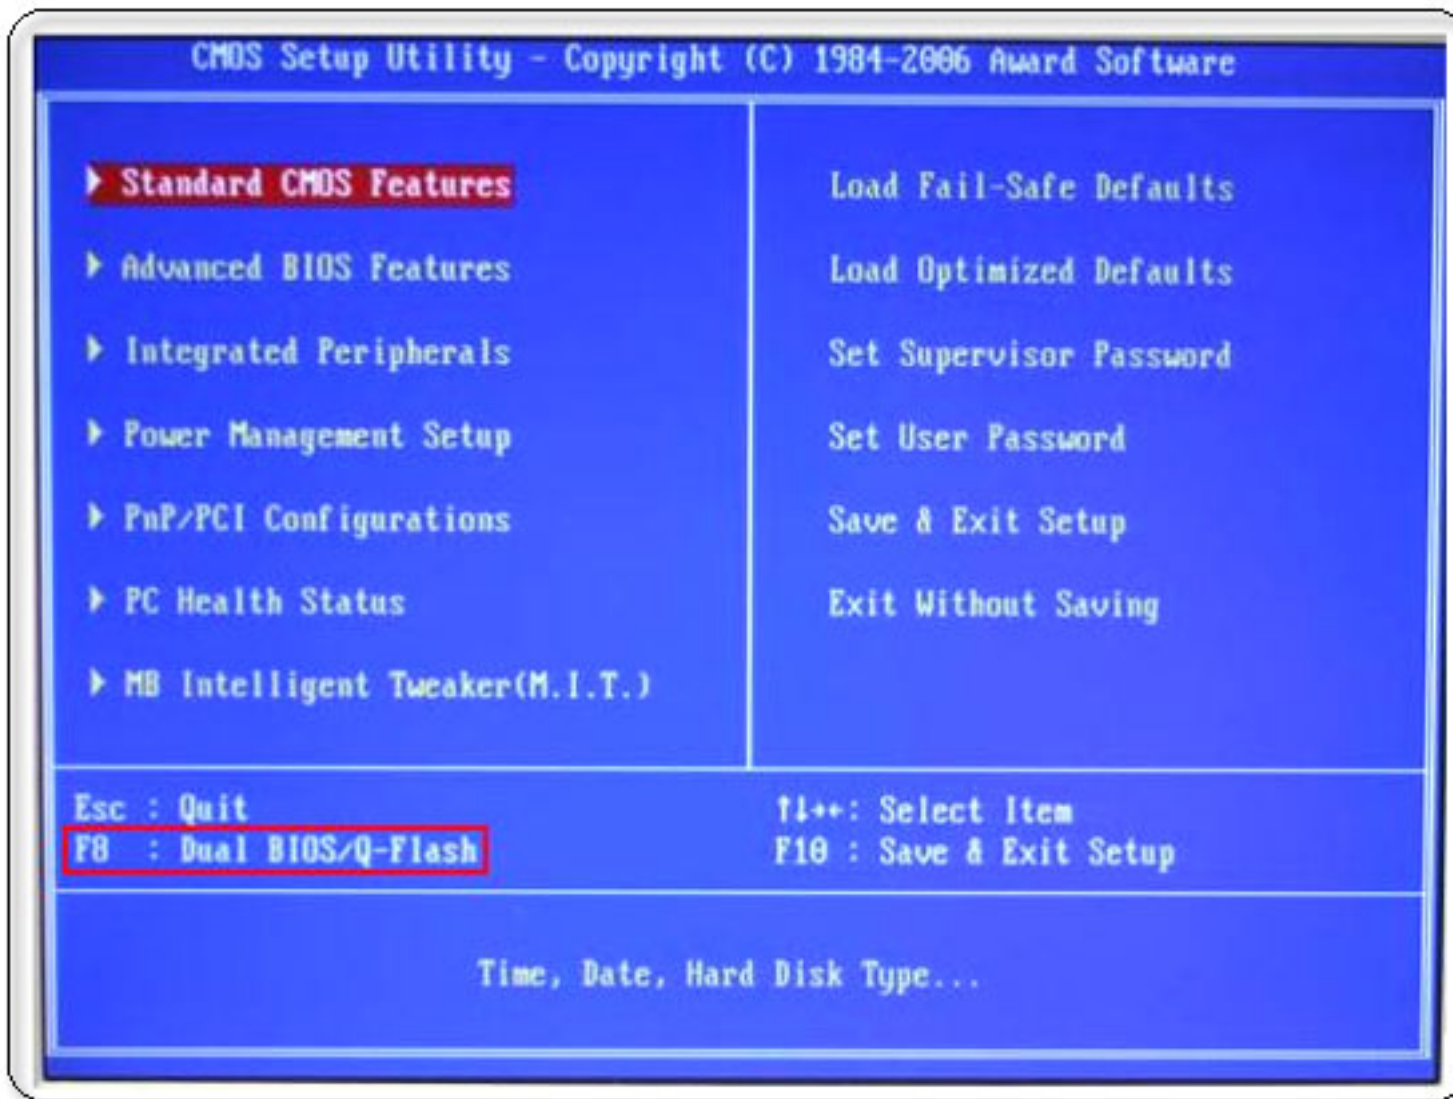 CMOS Setup Utility - Copyright (C) 1984-2006 Award Software
Standard CMOS Features
Advanced BIOS Features
Integrated Peripherals
Power Management Setup
PnP/PCI Configurations
PC Health Status
MB Intelligent Tweaker(M.I.T.)
Load Fail-Safe Defaults
Load Optimized Defaults
Set Supervisor Password
Set User Password
Save & Exit Setup
Exit Without Saving
Esc : Quit
F8 : Dual BIOS/Q-Flash
↑↓→←: Select Item
F10 : Save & Exit Setup
Time, Date, Hard Disk Type...